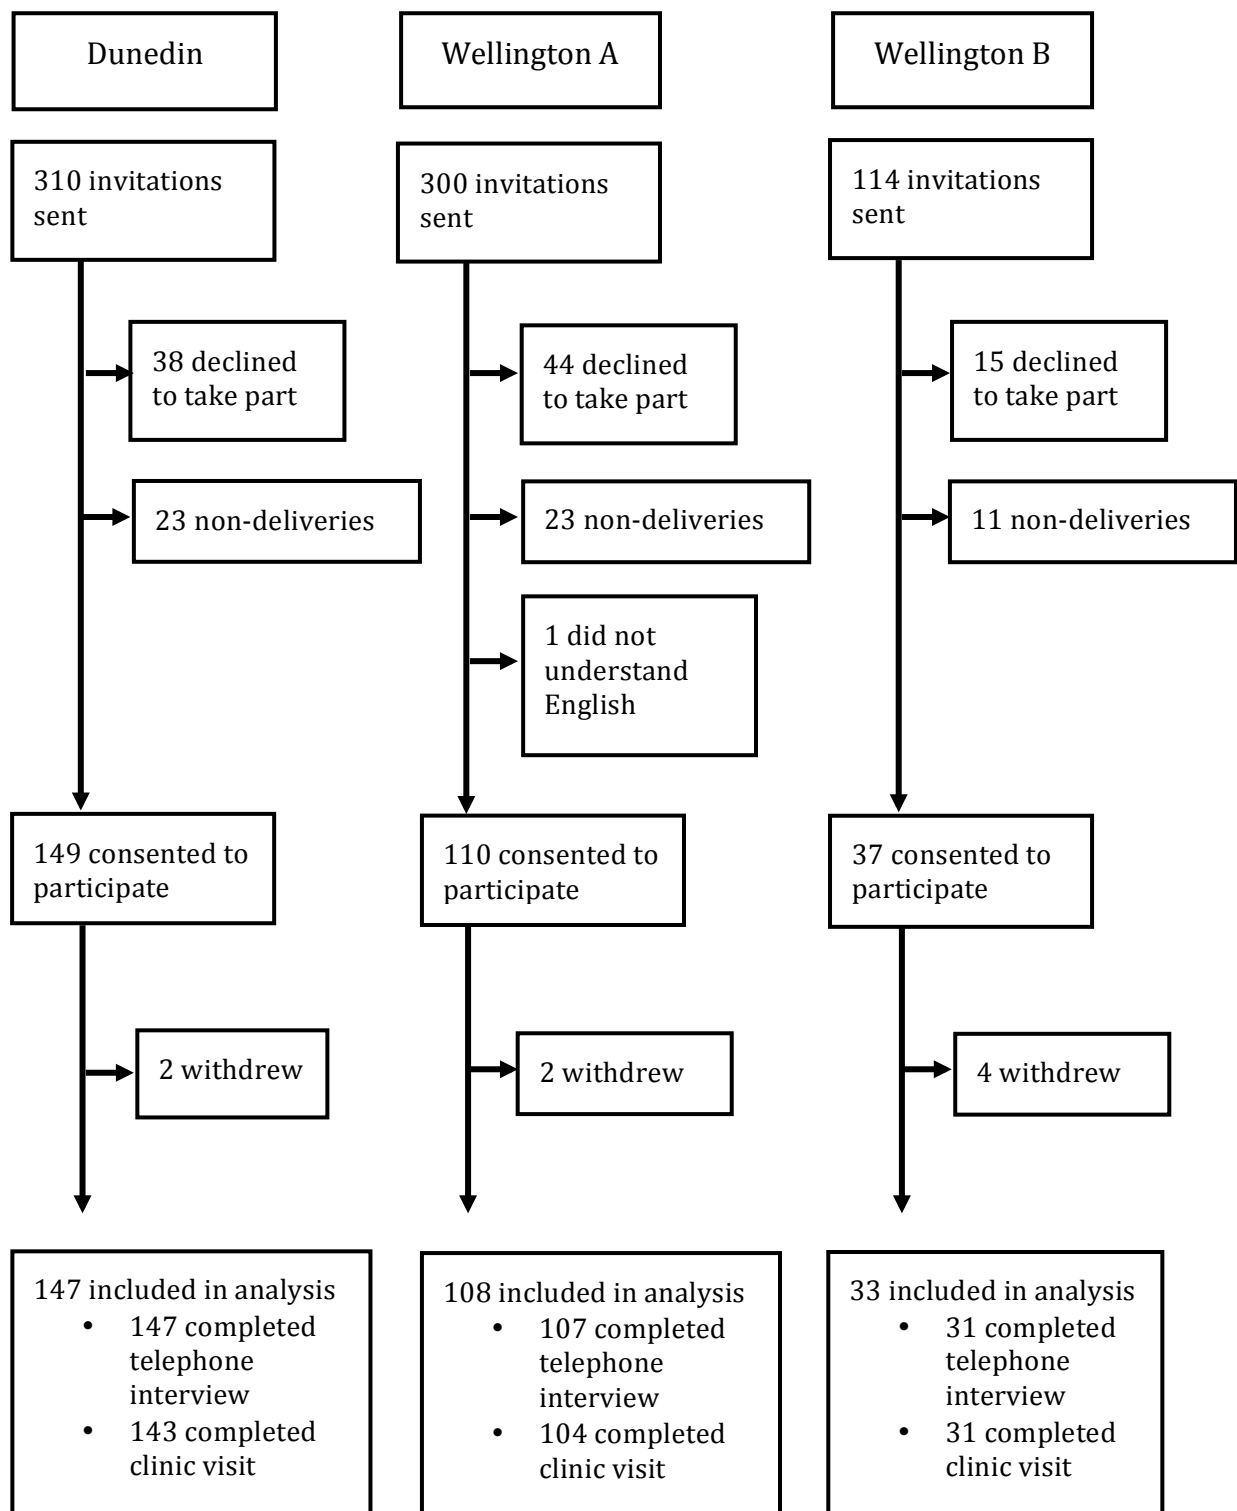 Dunedin
Wellington A
Wellington B
310 invitations
sent
300 invitations
sent
114 invitations
sent
38 declined
to take part
44 declined
to take part
15 declined
to take part
23 non-deliveries
23 non-deliveries
11 non-deliveries
1 did not
understand
English
149 consented to
participate
110 consented to
participate
37 consented to
participate
2 withdrew
2 withdrew
4 withdrew
147 included in analysis
• 147 completed
telephone
interview
• 143 completed
clinic visit
108 included in analysis
• 107 completed
telephone
interview
• 104 completed
clinic visit
33 included in analysis
• 31 completed
telephone
interview
• 31 completed
clinic visit